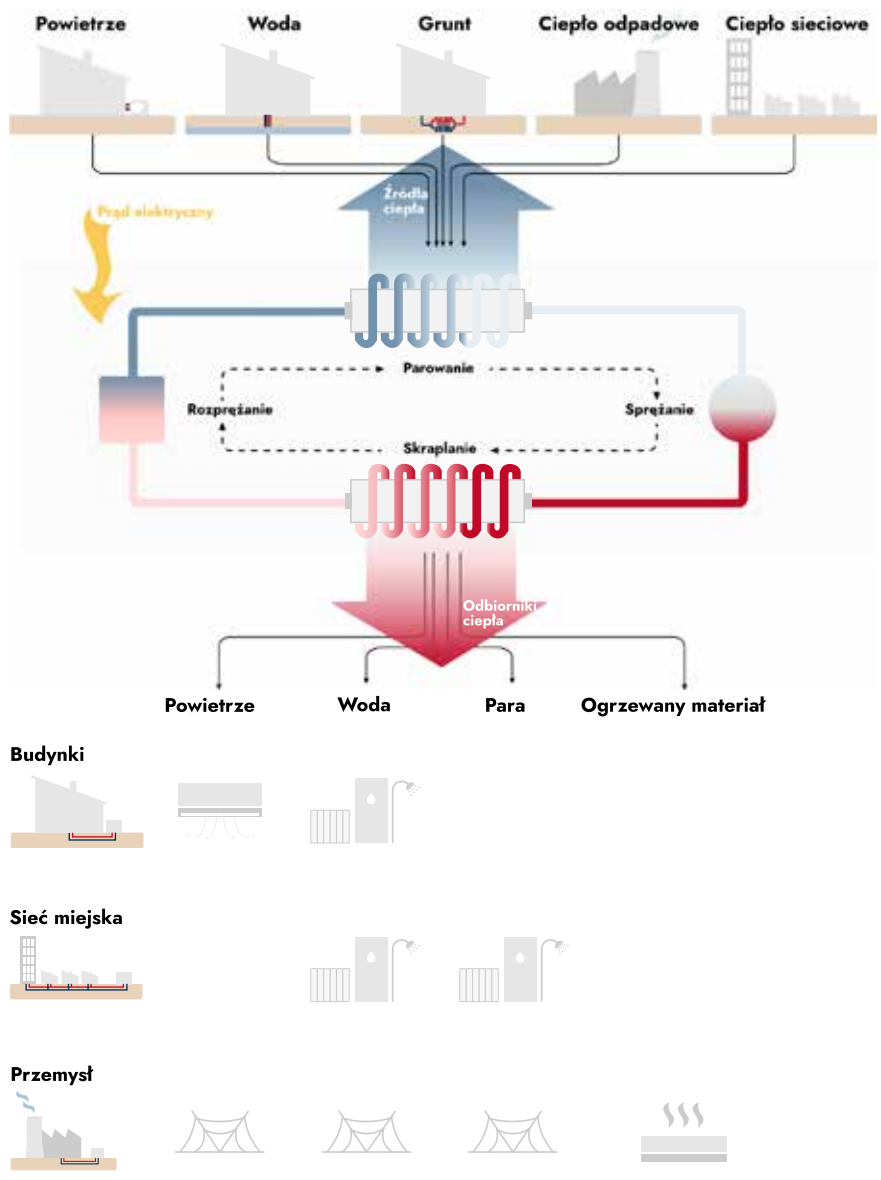 Powietrze
Woda
Grunt
Ciepło odpadowe
Ciepło sieciowe
Źródła
ciepła
Prąd elektryczny
Parowanie
Rozprężanie
Sprężanie
Skraplanie
Odbiorniki
ciepła
Powietrze
Woda
Para
Ogrzewany materiał
Budynki
Sieć miejska
Przemysł